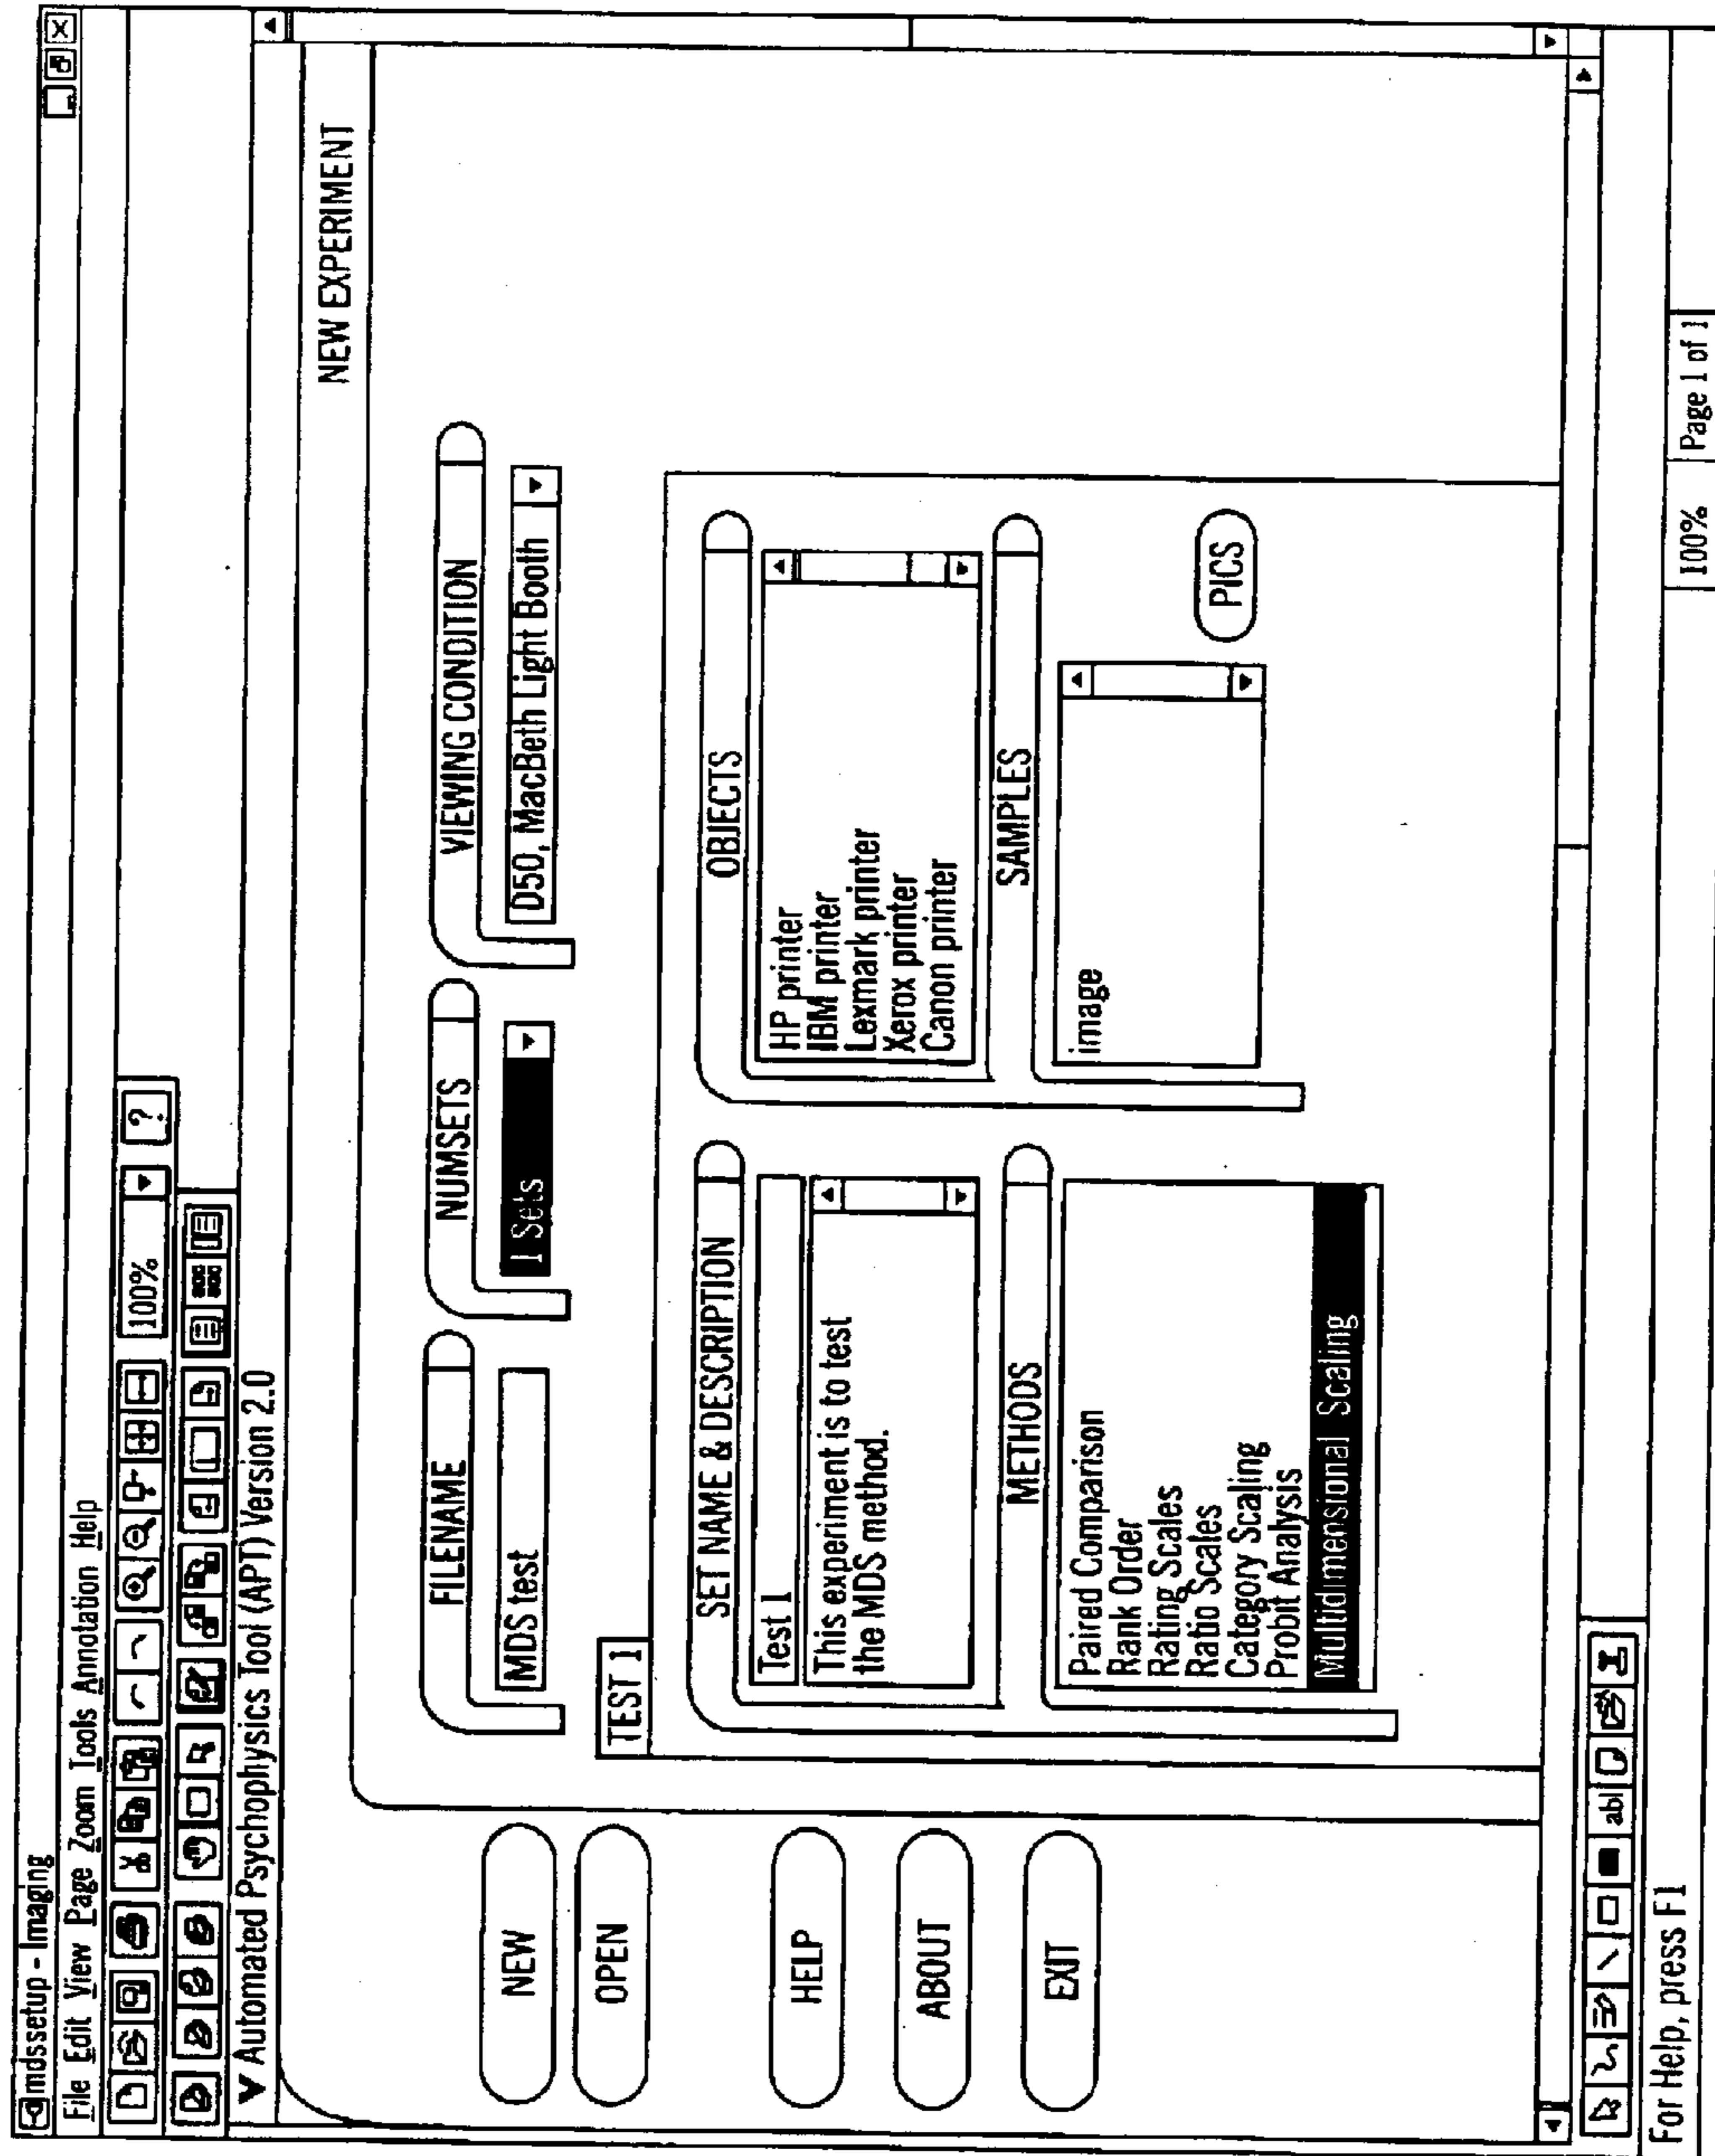 mdssetup - Imaging
File Edit View Page Zoom Tools Annotation Help
100%
?
Automated Psychophysics Tool (APT) Version 2.0
NEW EXPERIMENT
NEW
OPEN
HELP
ABOUT
EXIT
FILENAME
MDS test
NUMSETS
1 Sets
VIEWING CONDITION
D50, MacBeth Light Booth
TEST 1
SET NAME & DESCRIPTION
Test 1
This experiment is to test
the MDS method.
METHODS
Paired Comparison
Rank Order
Rating Scales
Ratio Scales
Category Scaling
Probit Analysis
Multidimensional Scaling
OBJECTS
HP printer
IBM printer
Lexmark printer
Xerox printer
Canon printer
SAMPLES
image
PICS
abl
For Help, press F1
100%
Page 1 of 1